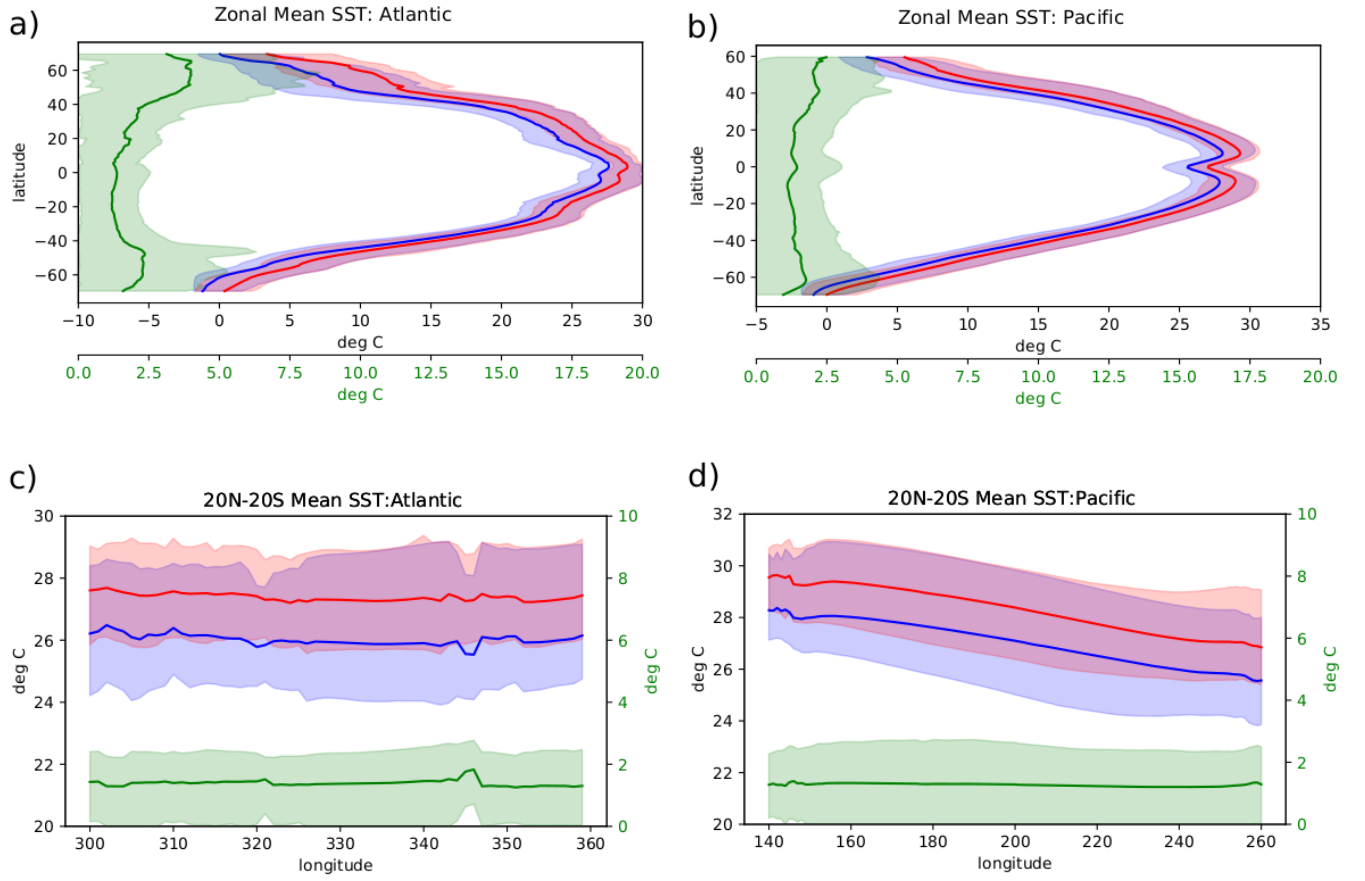 a)
Zonal Mean SST: Atlantic
60
40
20
0
−20
−40
−60
latitude
−10 −5 0 5 10 15 20 25 30
deg C
0.0 2.5 5.0 7.5 10.0 12.5 15.0 17.5 20.0
deg C
b)
Zonal Mean SST: Pacific
60
40
20
0
−20
−40
−60
latitude
−5 0 5 10 15 20 25 30 35
deg C
0.0 2.5 5.0 7.5 10.0 12.5 15.0 17.5 20.0
deg C
c)
20N-20S Mean SST:Atlantic
30
28
26
24
22
20
deg C
10
8
6
4
2
0
deg C
300 310 320 330 340 350 360
longitude
d)
20N-20S Mean SST:Pacific
32
30
28
26
24
22
20
deg C
10
8
6
4
2
0
deg C
140 160 180 200 220 240 260
longitude